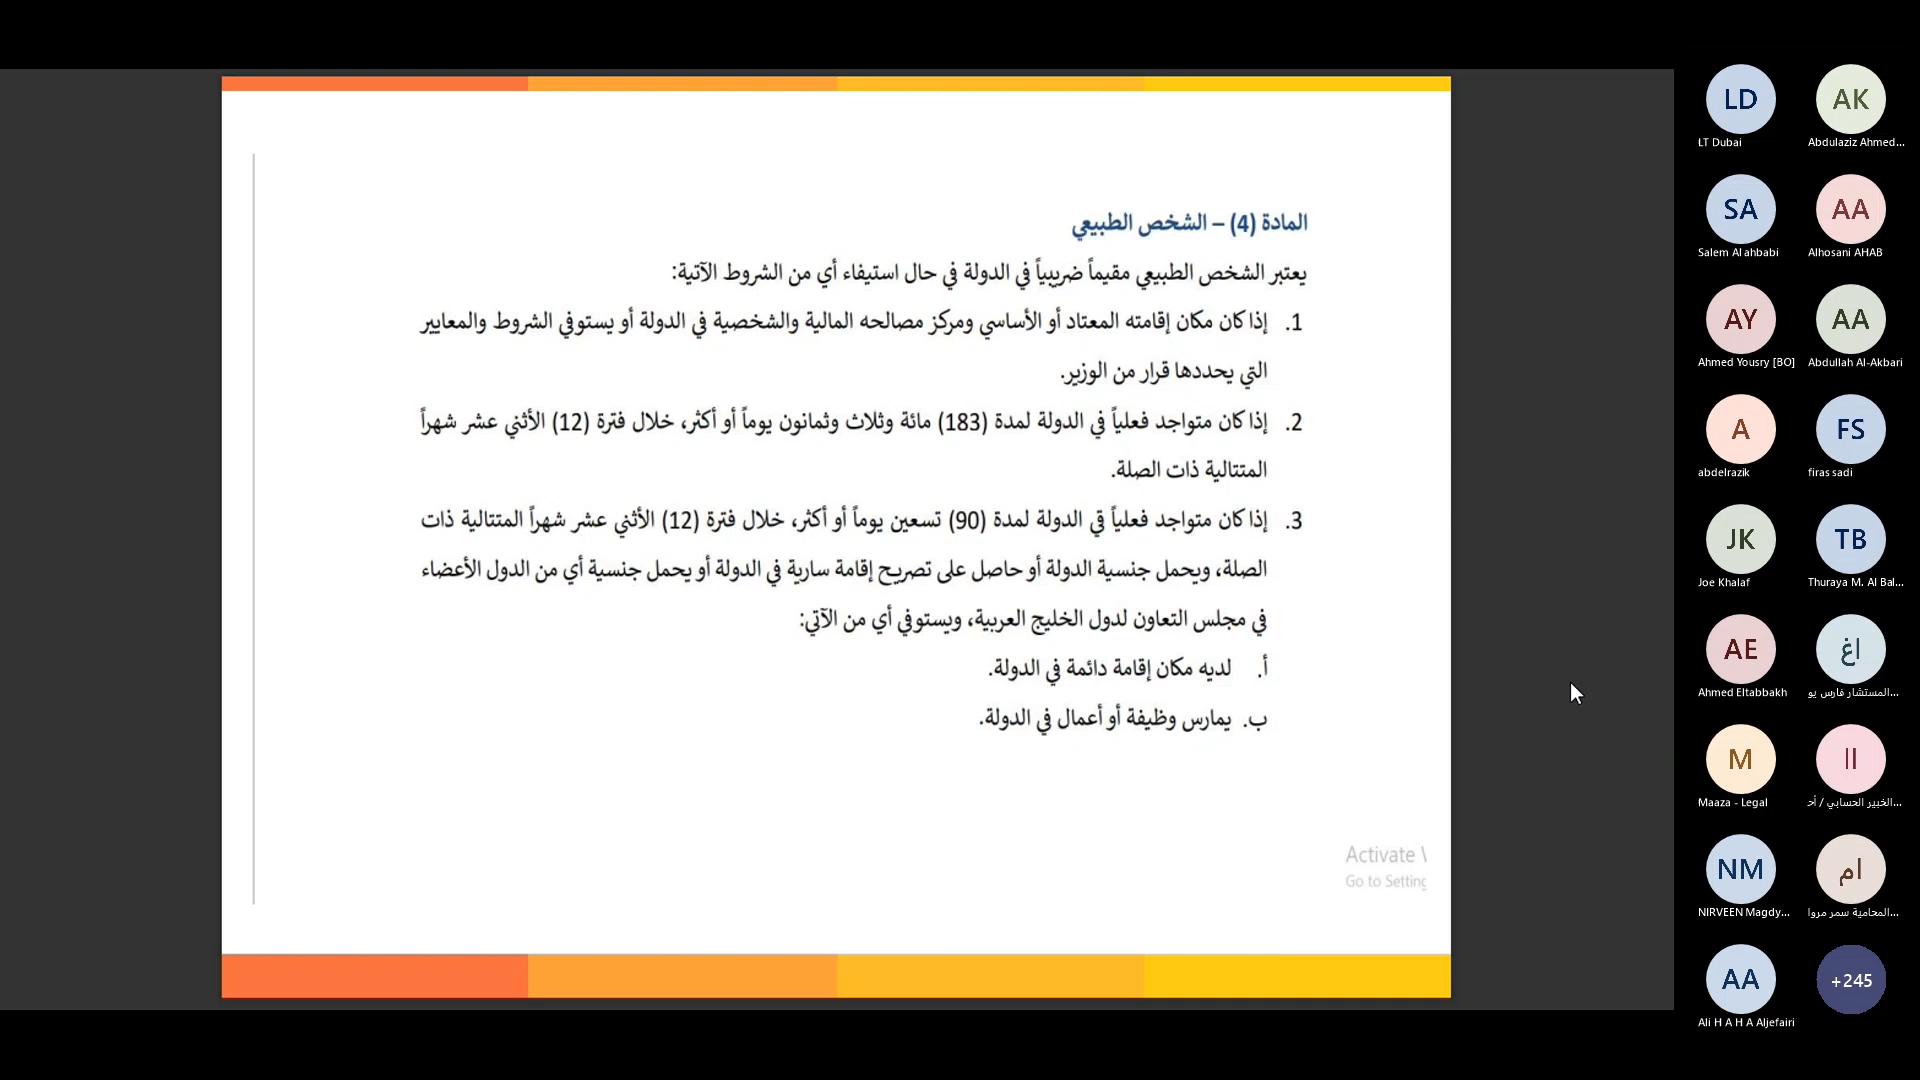 المادة (4) – الشخص الطبيعي
يعتبر الشخص الطبيعي مقيماً ضريبياً في الدولة في حال استيفاء أي من الشروط الآتية:
1. إذا كان مكان إقامته المعتاد أو الأساسي ومركز مصالحه المالية والشخصية في الدولة أو يستوفي الشروط والمعايير
التي يحددها قرار من الوزير.
2. إذا كان متواجد فعلياً في الدولة لمدة (183) مائة وثلاث وثمانون يوماً أو أكثر، خلال فترة (12) الأثني عشر شهراً
المتتالية ذات الصلة.
3. إذا كان متواجد فعلياً في الدولة لمدة (90) تسعين يوماً أو أكثر، خلال فترة (12) الأثني عشر شهراً المتتالية ذات
الصلة، ويحمل جنسية الدولة أو حاصل على تصريح إقامة سارية في الدولة أو يحمل جنسية أي من الدول الأعضاء
في مجلس التعاون لدول الخليج العربية، ويستوفي أي من الآتي:
أ. لديه مكان إقامة دائمة في الدولة.
ب. يمارس وظيفة أو أعمال في الدولة.
Activate
Go to Setting
LD
AK
LT Dubai
Abdulaziz Ahmed...
SA
AA
Salem Al ahbabi
Alhosani AHAB
AY
AA
Ahmed Yousry [BO]
Abdullah Al-Akbari
A
FS
abdelrazik
firas sadi
JK
TB
Joe Khalaf
Thuraya M. Al Bal...
AE
اغ
Ahmed Eltabbakh
المستشار فارس يو...
M
اا
Maaza - Legal
الخبير الحسابي / أح...
NM
ام
NIRVEEN Magdy...
المحامية سمر مروا...
AA
+245
Ali H A H A Aljefairi